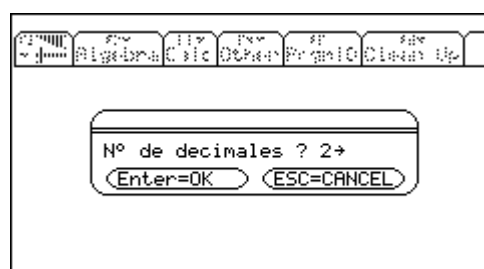 Algebra Calc Other PrgmIO Clean Up
Nº de decimales ? 2→
Enter=OK ESC=CANCEL